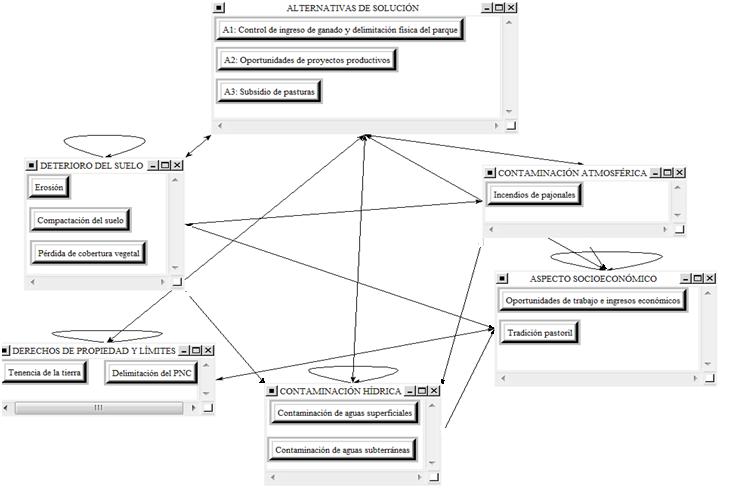 ALTERNATIVAS DE SOLUCIÓN
A1: Control de ingreso de ganado y delimitación física del parque
A2: Oportunidades de proyectos productivos
A3: Subsidio de pasturas
DETERIORO DEL SUELO
Erosión
Compactación del suelo
Pérdida de cobertura vegetal
CONTAMINACIÓN ATMOSFÉRICA
Incendios de pajonales
ASPECTO SOCIOECONÓMICO
Oportunidades de trabajo e ingresos económicos
Tradición pastoril
DERECHOS DE PROPIEDAD Y LÍMITES
Tenencia de la tierra
Delimitación del PNC
CONTAMINACIÓN HÍDRICA
Contaminación de aguas superficiales
Contaminación de aguas subterráneas